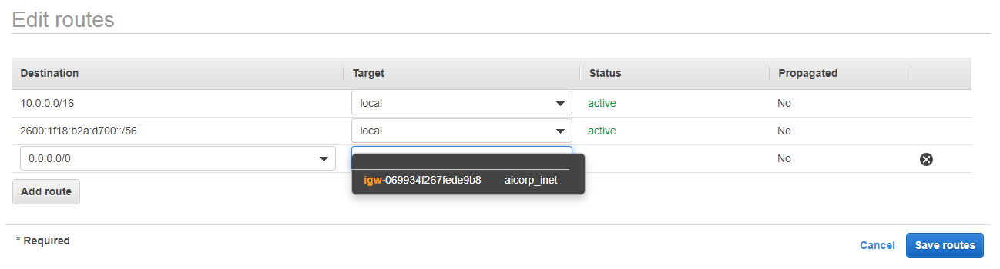 Edit routes
Destination Target Status Propagated
10.0.0.0/16 local active No
2600:1f18:b2a:d700::/56 local active No
0.0.0.0/0 No
igw-069934f267fede9b8 aicorp_inet
Add route
* Required
Cancel Save routes